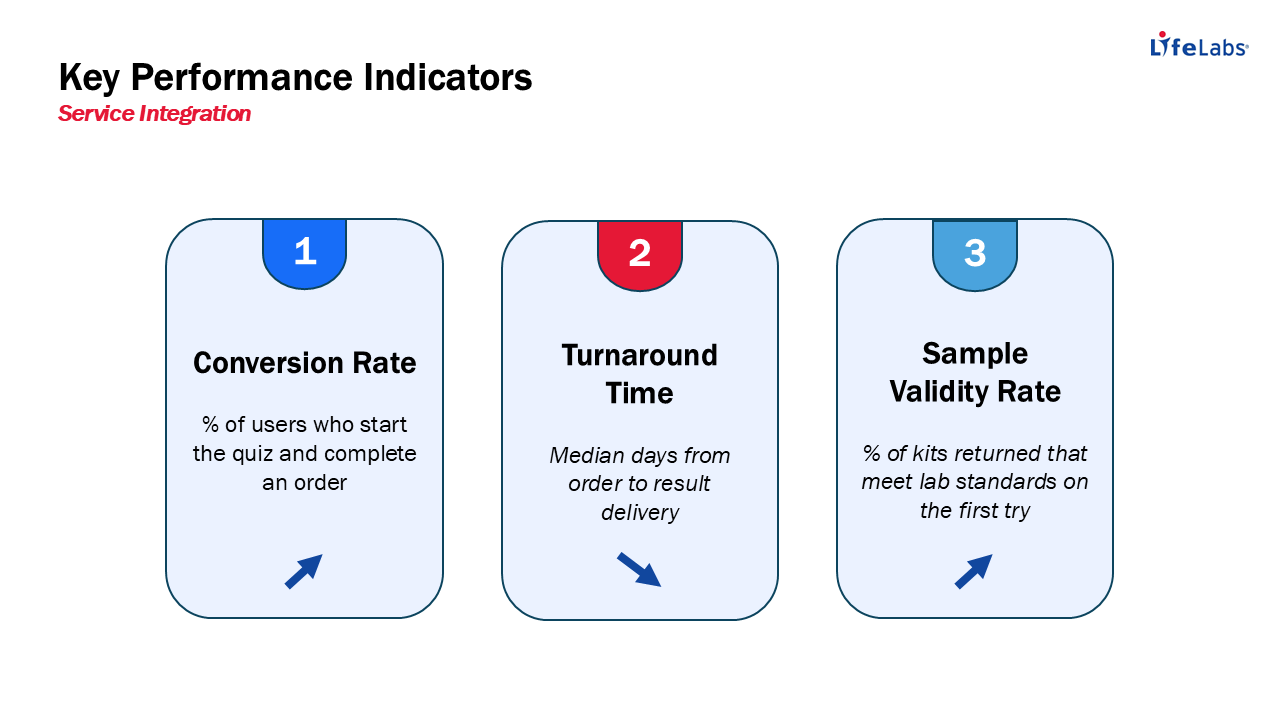 LifeLabs
Key Performance Indicators
Service Integration
1
Conversion Rate
% of users who start
the quiz and complete
an order
2
Turnaround
Time
Median days from
order to result
delivery
3
Sample
Validity Rate
% of kits returned that
meet lab standards on
the first try